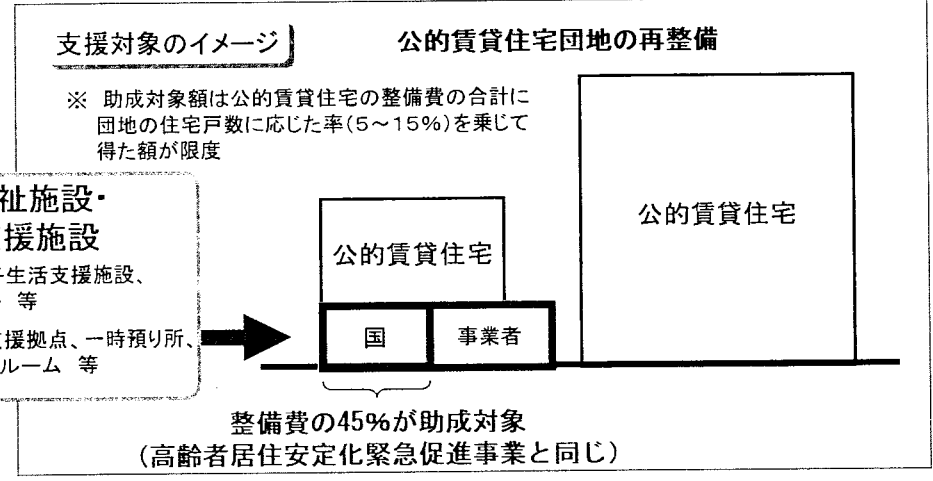 支援対象のイメージ
公的賃貸住宅団地の再整備
※ 助成対象額は公的賃貸住宅の整備費の合計に
団地の住宅戸数に応じた率(5～15%)を乗じて
得た額が限度
祉施設・
援施設
生活支援施設、
等
援拠点、一時預り所、
ルーム 等
公的賃貸住宅
公的賃貸住宅
国
事業者
整備費の45%が助成対象
(高齢者居住安定化緊急促進事業と同じ)